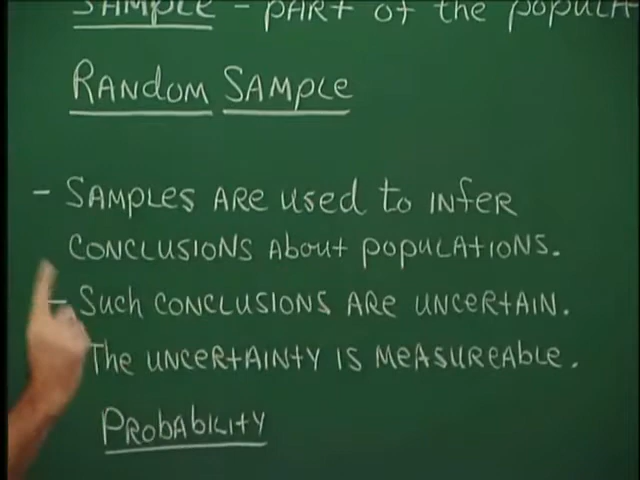 SAMPLE - PART of the popula
RANdOM SAMPLE
- SAMPLES ARE used to INfER
CONCLUSIONS About populATIONS.
- Such CONCLUSIONS ARE UNCERTAIN.
The UNCERTAINTY IS MEASUREABLE.
PRObAbILITY